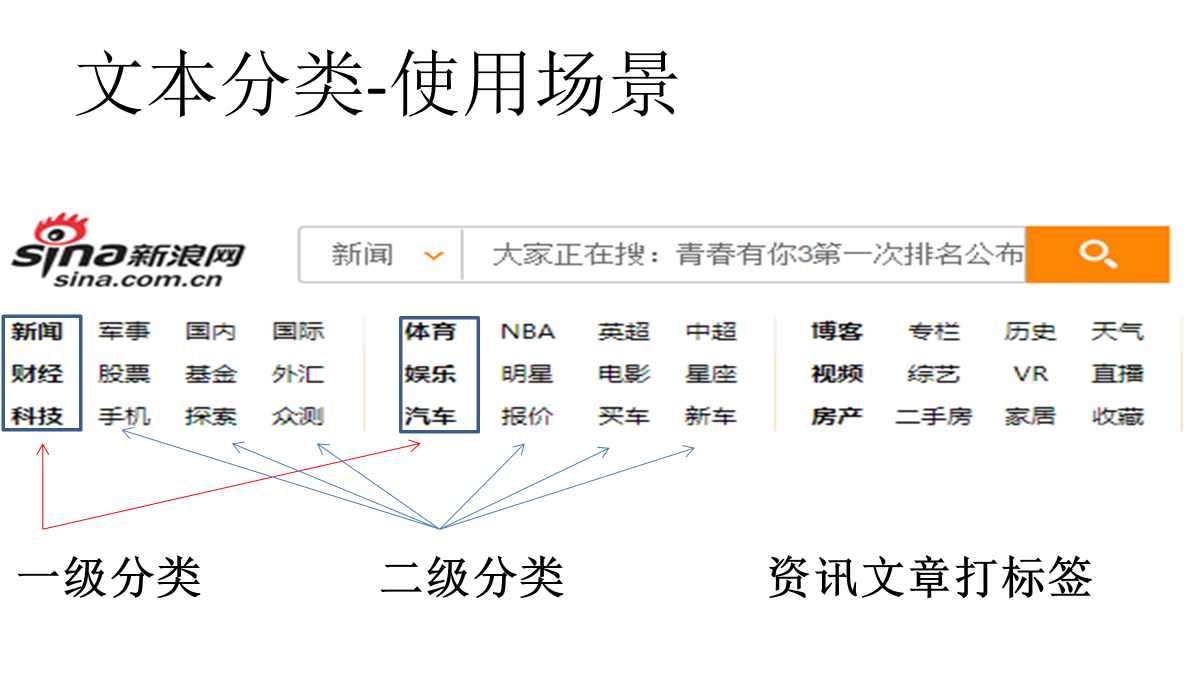 文本分类-使用场景
sina新浪网
sina.com.cn
新闻 大家正在搜：青春有你3第一次排名公布
新闻 军事 国内 国际 体育 NBA 英超 中超 博客 专栏 历史 天气
财经 股票 基金 外汇 娱乐 明星 电影 星座 视频 综艺 VR 直播
科技 手机 探索 众测 汽车 报价 买车 新车 房产 二手房 家居 收藏
一级分类 二级分类 资讯文章打标签